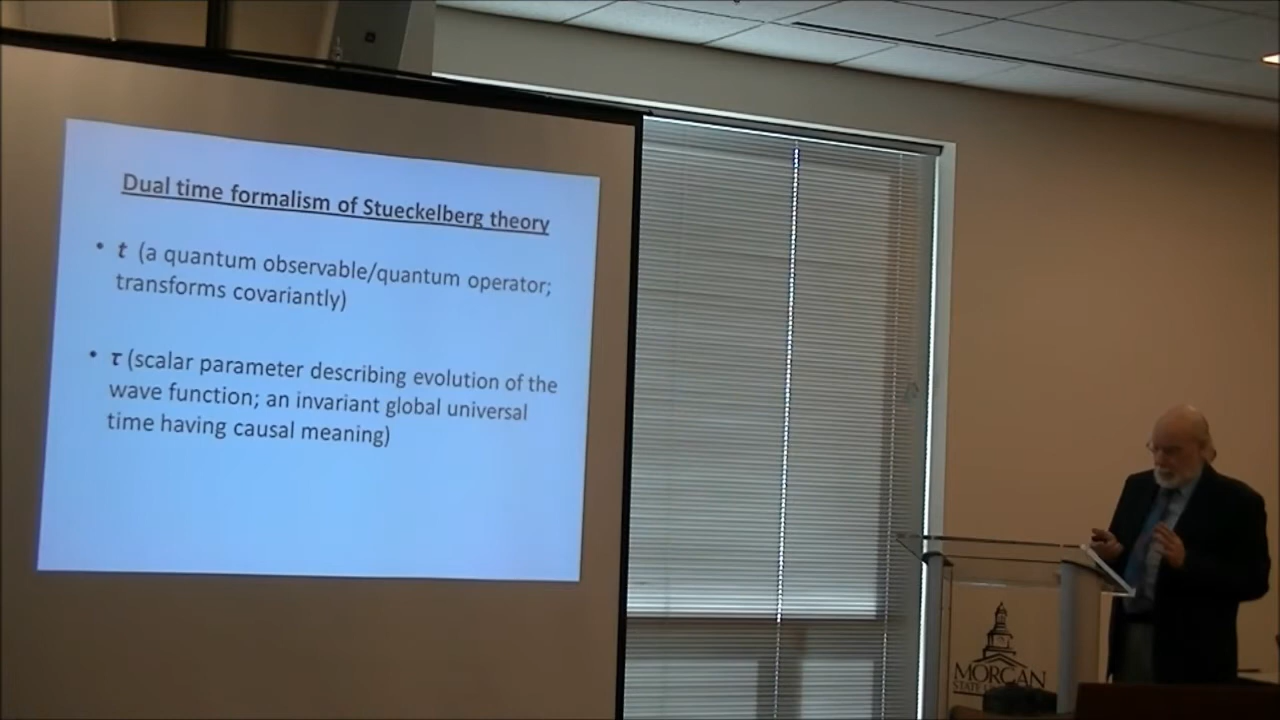 Dual time formalism of Stueckelberg theory
• t (a quantum observable/quantum operator;
transforms covariantly)
• τ (scalar parameter describing evolution of the
wave function; an invariant global universal
time having causal meaning)
MORGAN
STATE